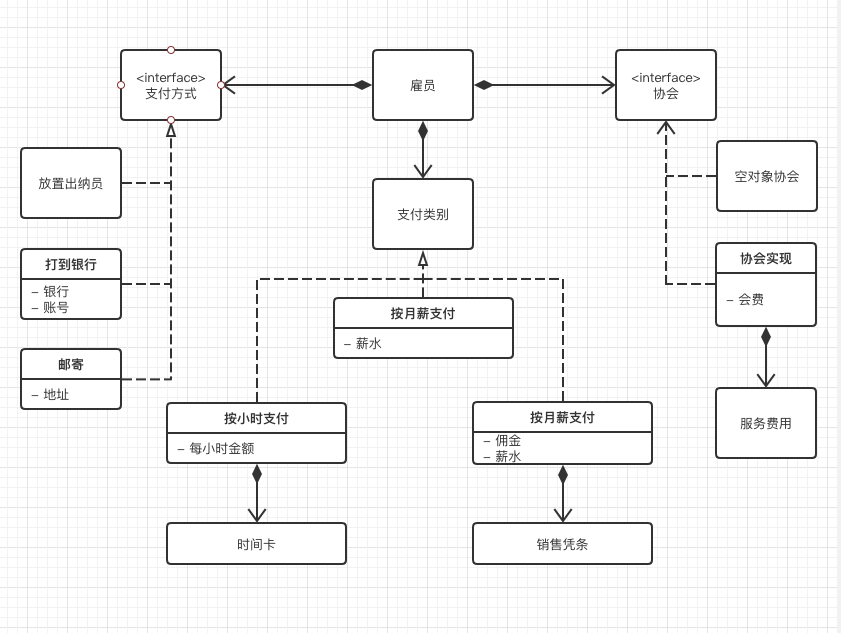 <interface>
支付方式
雇员
<interface>
协会
放置出纳员
支付类别
空对象协会
打到银行
– 银行
– 账号
协会实现
– 会费
按月薪支付
– 薪水
邮寄
– 地址
按小时支付
– 每小时金额
按月薪支付
– 佣金
– 薪水
服务费用
时间卡
销售凭条